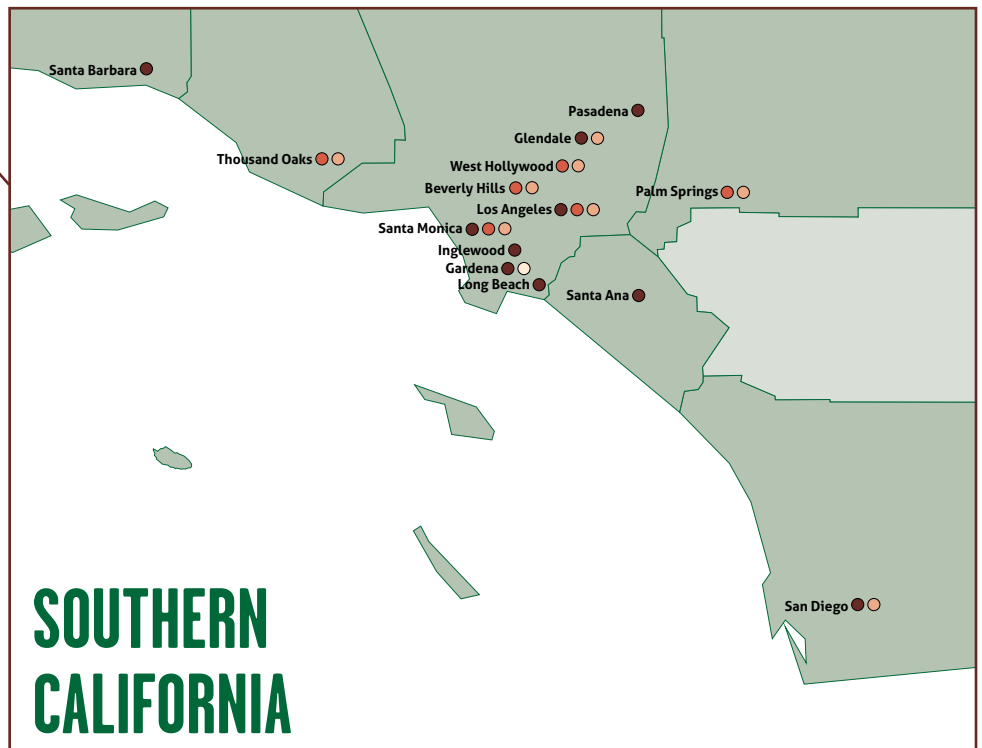 Santa Barbara
Pasadena
Glendale
Thousand Oaks
West Hollywood
Beverly Hills
Palm Springs
Los Angeles
Santa Monica
Inglewood
Gardena
Long Beach
Santa Ana
San Diego
SOUTHERN
CALIFORNIA